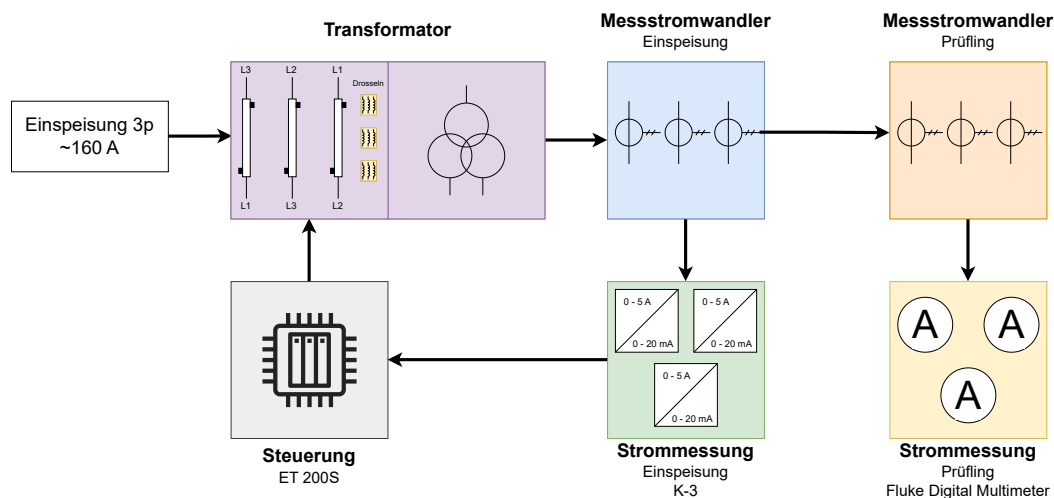 Transformator
Messstromwandler
Einspeisung
Messstromwandler
Prüfling
L3 L2 L1
Drosseln
Einspeisung 3p
~160 A
L1 L3 L2
0 - 5 A
0 - 20 mA
0 - 5 A
0 - 20 mA
0 - 5 A
0 - 20 mA
A A
A
Steuerung
ET 200S
Strommessung
Einspeisung
K-3
Strommessung
Prüfling
Fluke Digital Multimeter